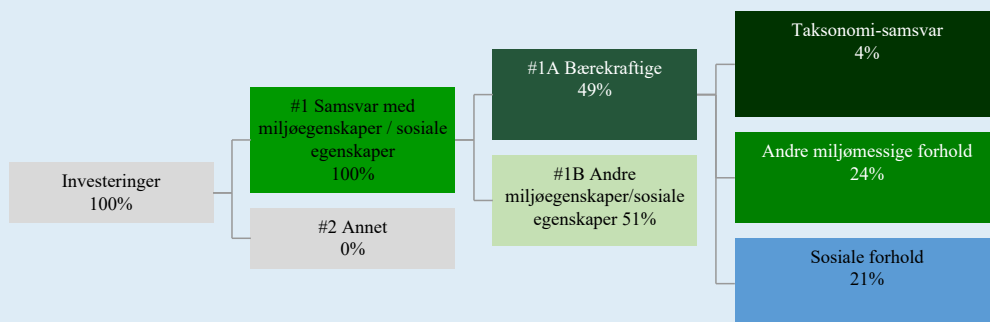 Investeringer
100%
#1 Samsvar med
miljøegenskaper / sosiale
egenskaper
100%
#2 Annet
0%
#1A Bærekraftige
49%
#1B Andre
miljøegenskaper/sosiale
egenskaper 51%
Taksonomi-samsvar
4%
Andre miljømessige forhold
24%
Sosiale forhold
21%